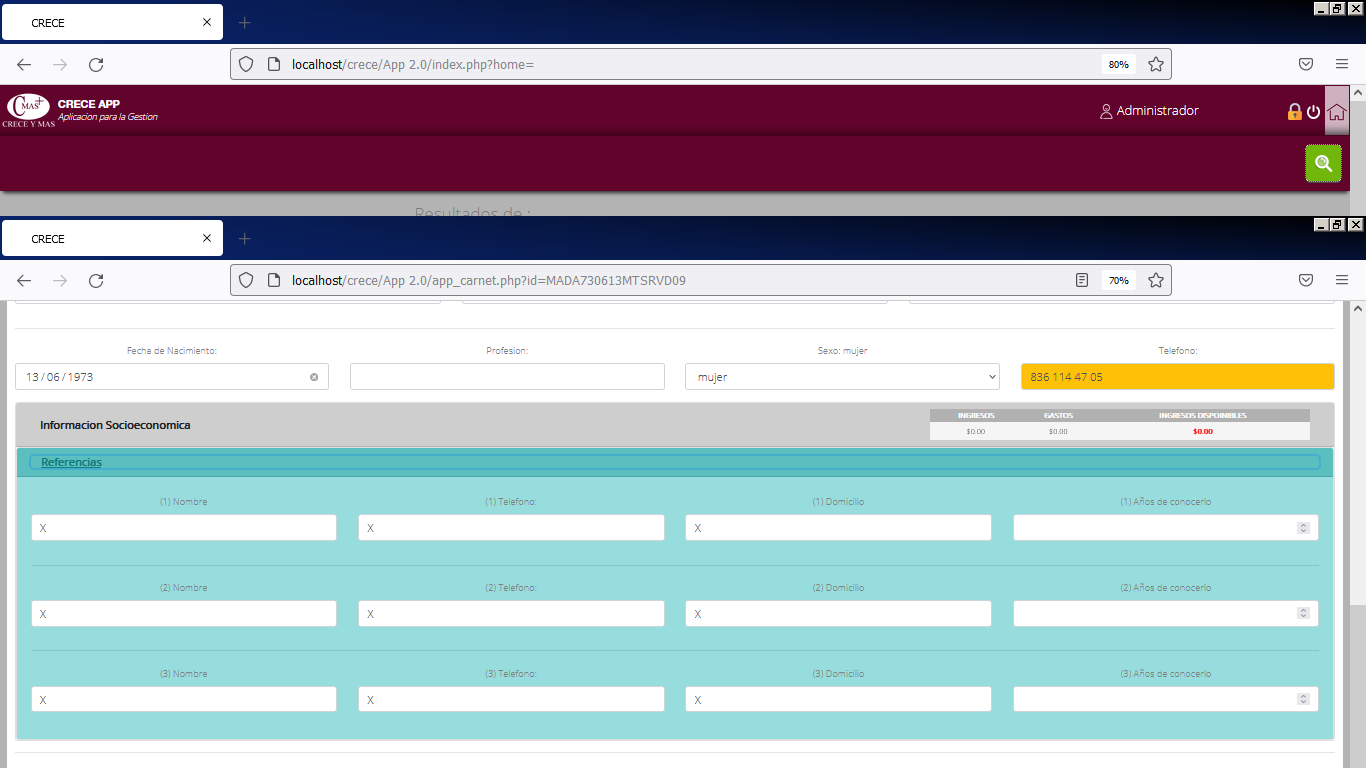 CRECE
localhost/crece/App 2.0/index.php?home=
80%
CMAS+
CRECE Y MAS
CRECE APP
Aplicacion para la Gestion
Administrador
Resultados de :
CRECE
localhost/crece/App 2.0/app_carnet.php?id=MADA730613MTSRVD09
70%
Fecha de Nacimiento: Profesion: Sexo: mujer Telefono:
13 / 06 / 1973 mujer 836 114 47 05
Informacion Socioeconomica
INGRESOS GASTOS INGRESOS DISPOINIBLES
$0.00 $0.00 $0.00
Referencias
(1) Nombre (1) Telefono: (1) Domicilio (1) Años de conocerlo
X X X
(2) Nombre (2) Telefono: (2) Domicilio (2) Años de conocerlo
X X X
(3) Nombre (3) Telefono: (3) Domicilio (3) Años de conocerlo
X X X